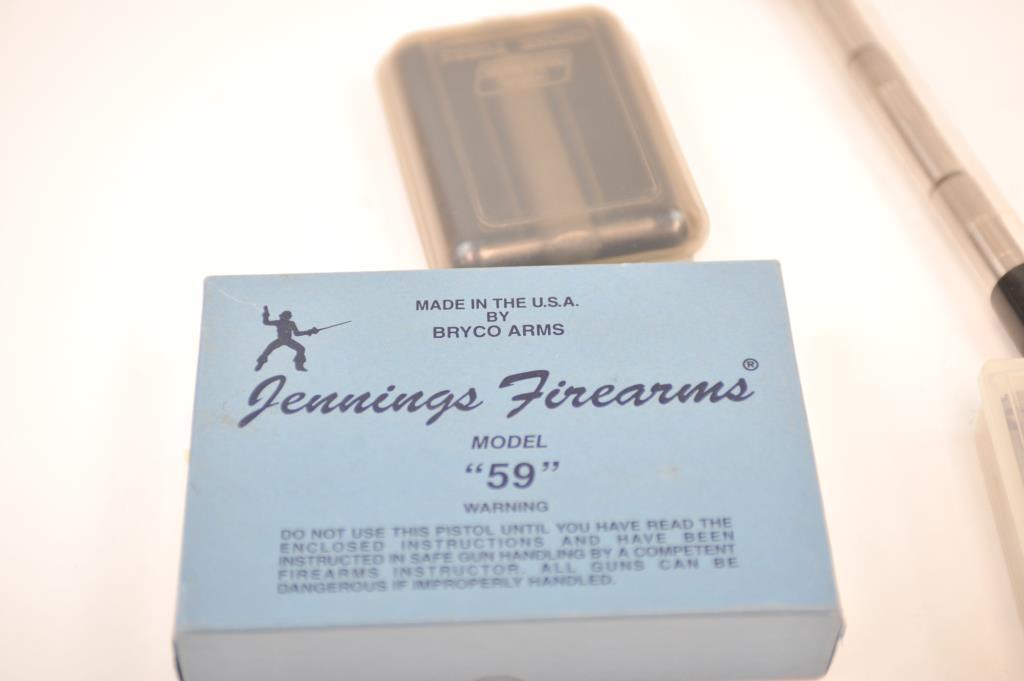 MADE IN THE U.S.A.
BY
BRYCO ARMS
Jennings Firearms®
MODEL
“59”
WARNING
DO NOT USE THIS PISTOL UNTIL YOU HAVE READ THE
ENCLOSED INSTRUCTIONS AND HAVE BEEN
INSTRUCTED IN SAFE GUN HANDLING BY A COMPETENT
FIREARMS INSTRUCTOR. ALL GUNS CAN BE
DANGEROUS IF IMPROPERLY HANDLED.